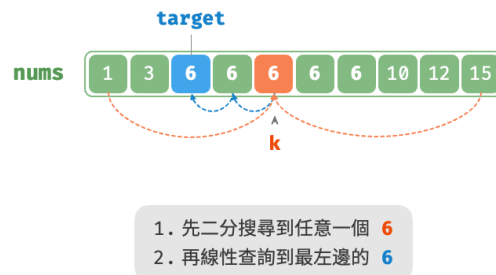 target
nums 1 3 6 6 6 6 6 10 12 15
k
1. 先二分搜尋到任意一個 6
2. 再線性查詢到最左邊的 6